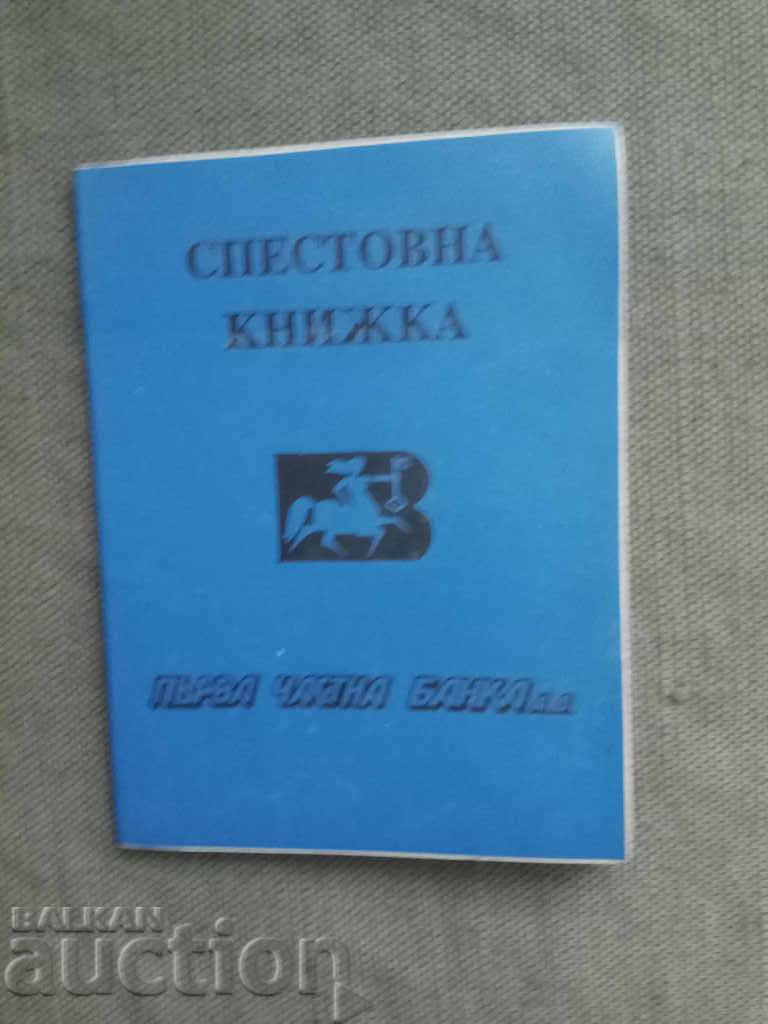 СПЕСТОВНА
КНИЖКА
ПЪРВА ЧАСТНА БАНКА а.д.
BALKAN
auction